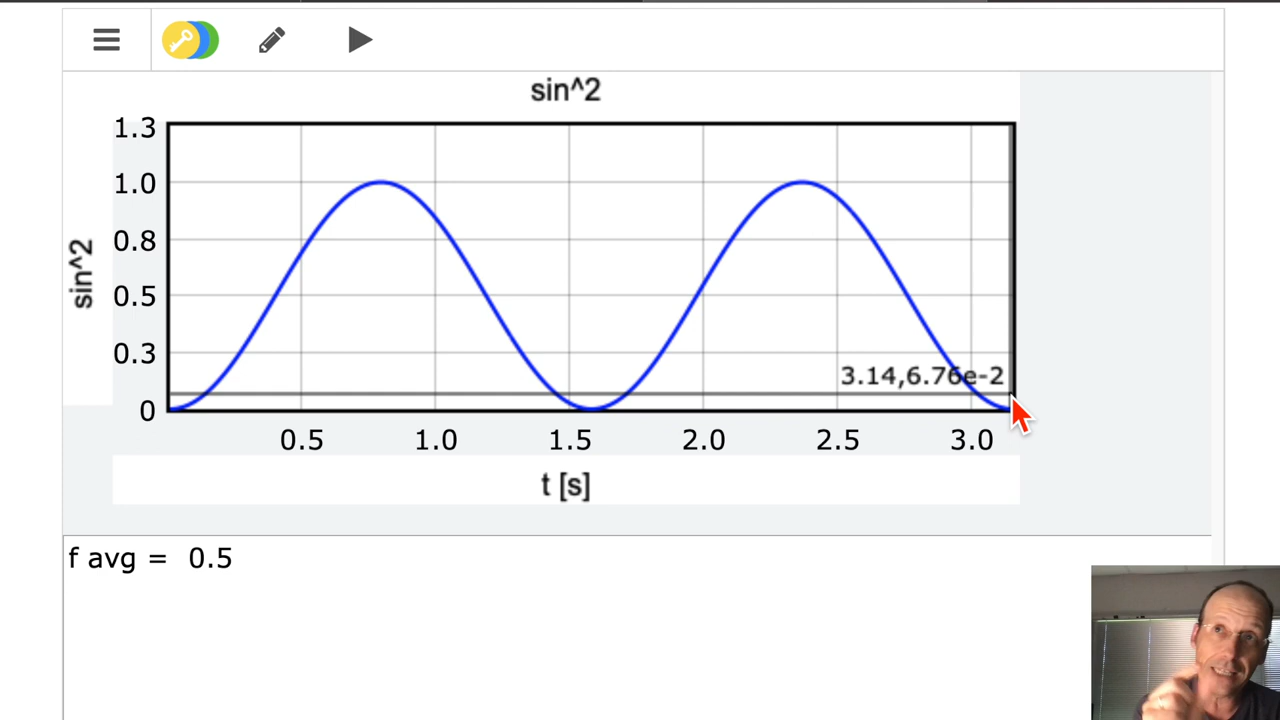 sin^2
1.3
1.0
0.8
0.5
0.3
0
sin^2
3.14,6.76e-2
0.5 1.0 1.5 2.0 2.5 3.0
t [s]
f avg = 0.5